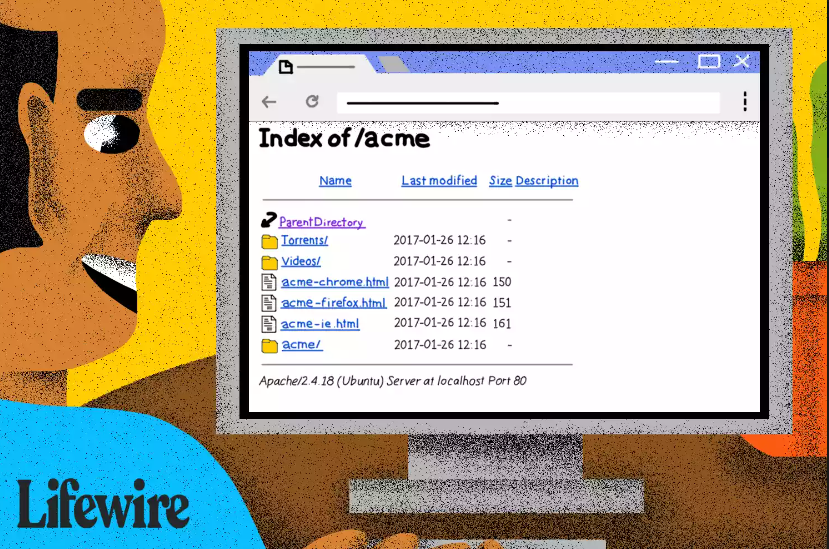 Index of /acme
Name Last modified Size Description
ParentDirectory -
Torrents/ 2017-01-26 12:16 -
Videos/ 2017-01-26 12:16 -
acme-chrome.html 2017-01-26 12:16 150
acme-firefox.html 2017-01-26 12:16 151
acme-ie.html 2017-01-26 12:16 161
acme/ 2017-01-26 12:16 -
Apache/2.4.18 (Ubuntu) Server at localhost Port 80
Lifewire